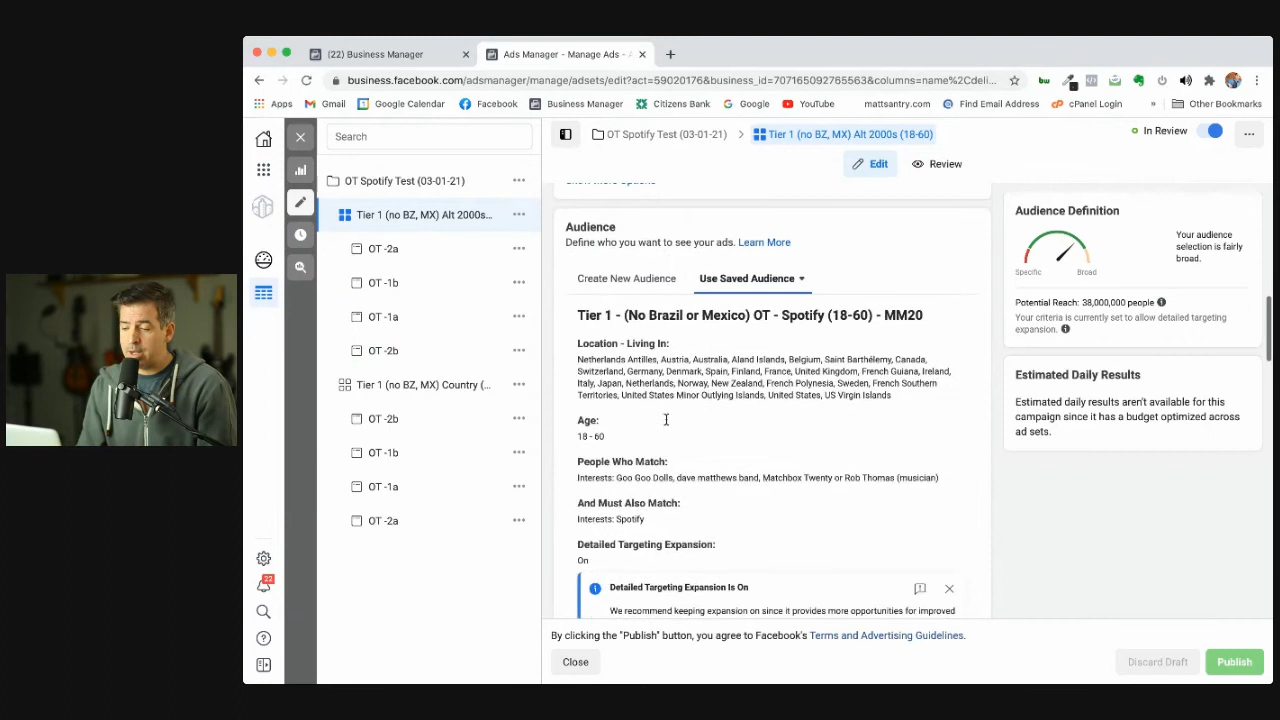 (22) Business Manager
Ads Manager - Manage Ads - A
business.facebook.com/adsmanager/manage/adsets/edit?act=59020176&business_id=707165092765563&columns=name%2Cdeli...
Apps
Gmail
Google Calendar
Facebook
Business Manager
Citizens Bank
Google
YouTube
mattsantry.com
Find Email Address
cPanel Login
»
Other Bookmarks
Search
OT Spotify Test (03-01-21)
Tier 1 (no BZ, MX) Alt 2000s...
OT -2a
OT -1b
OT -1a
OT -2b
Tier 1 (no BZ, MX) Country (...
OT -2b
OT -1b
OT -1a
OT -2a
22
OT Spotify Test (03-01-21) > Tier 1 (no BZ, MX) Alt 2000s (18-60)
In Review
Edit
Review
Show More Options
Audience
Define who you want to see your ads. Learn More
Create New Audience
Use Saved Audience
Tier 1 - (No Brazil or Mexico) OT - Spotify (18-60) - MM20
Location - Living In:
Netherlands Antilles, Austria, Australia, Aland Islands, Belgium, Saint Barthélemy, Canada,
Switzerland, Germany, Denmark, Spain, Finland, France, United Kingdom, French Guiana, Ireland,
Italy, Japan, Netherlands, Norway, New Zealand, French Polynesia, Sweden, French Southern
Territories, United States Minor Outlying Islands, United States, US Virgin Islands
Age:
18 - 60
People Who Match:
Interests: Goo Goo Dolls, dave matthews band, Matchbox Twenty or Rob Thomas (musician)
And Must Also Match:
Interests: Spotify
Detailed Targeting Expansion:
On
Detailed Targeting Expansion Is On
We recommend keeping expansion on since it provides more opportunities for improved
By clicking the "Publish" button, you agree to Facebook's Terms and Advertising Guidelines.
Close
Discard Draft
Publish
Audience Definition
Specific
Broad
Your audience
selection is fairly
broad.
Potential Reach: 38,000,000 people
Your criteria is currently set to allow detailed targeting
expansion.
Estimated Daily Results
Estimated daily results aren't available for this
campaign since it has a budget optimized across
ad sets.